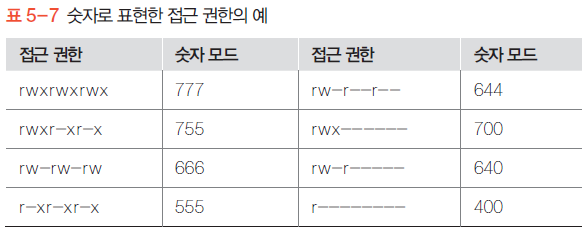 표 5-7 숫자로 표현한 접근 권한의 예
접근 권한 숫자 모드 접근 권한 숫자 모드
rwxrwxrwx 777 rw-r--r-- 644
rwxr-xr-x 755 rwx------ 700
rw-rw-rw 666 rw-r----- 640
r-xr-xr-x 555 r-------- 400